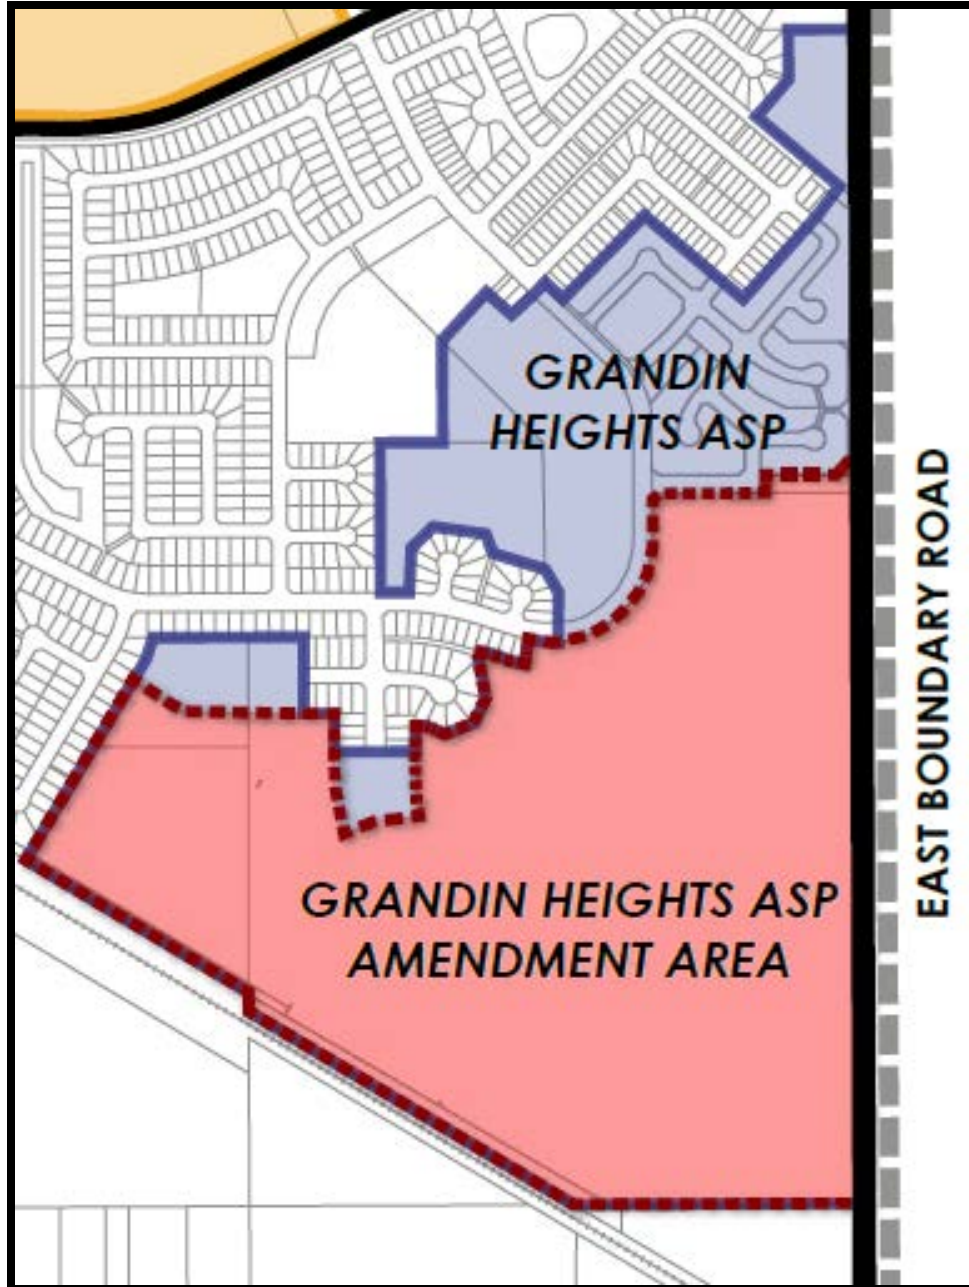 GRANDIN
HEIGHTS ASP
EAST BOUNDARY ROAD
GRANDIN HEIGHTS ASP
AMENDMENT AREA